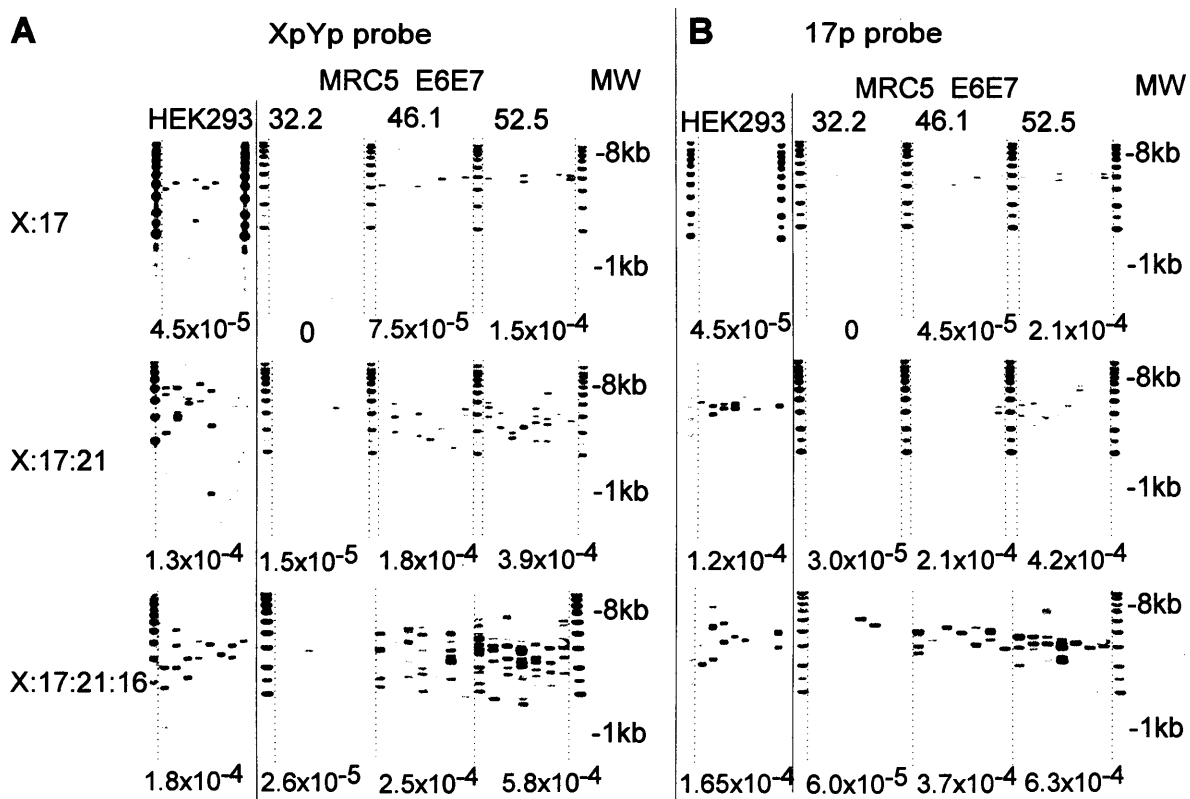 A XpYp probe B 17p probe
MRC5 E6E7 MW MRC5 E6E7 MW
HEK293 32.2 46.1 52.5 HEK293 32.2 46.1 52.5
-8kb -8kb
X:17
-1kb -1kb
4.5x10⁻⁵ 0 7.5x10⁻⁵ 1.5x10⁻⁴ 4.5x10⁻⁵ 0 4.5x10⁻⁵ 2.1x10⁻⁴
-8kb -8kb
X:17:21
-1kb -1kb
1.3x10⁻⁴ 1.5x10⁻⁵ 1.8x10⁻⁴ 3.9x10⁻⁴ 1.2x10⁻⁴ 3.0x10⁻⁵ 2.1x10⁻⁴ 4.2x10⁻⁴
-8kb -8kb
X:17:21:16
-1kb -1kb
1.8x10⁻⁴ 2.6x10⁻⁵ 2.5x10⁻⁴ 5.8x10⁻⁴ 1.65x10⁻⁴ 6.0x10⁻⁵ 3.7x10⁻⁴ 6.3x10⁻⁴